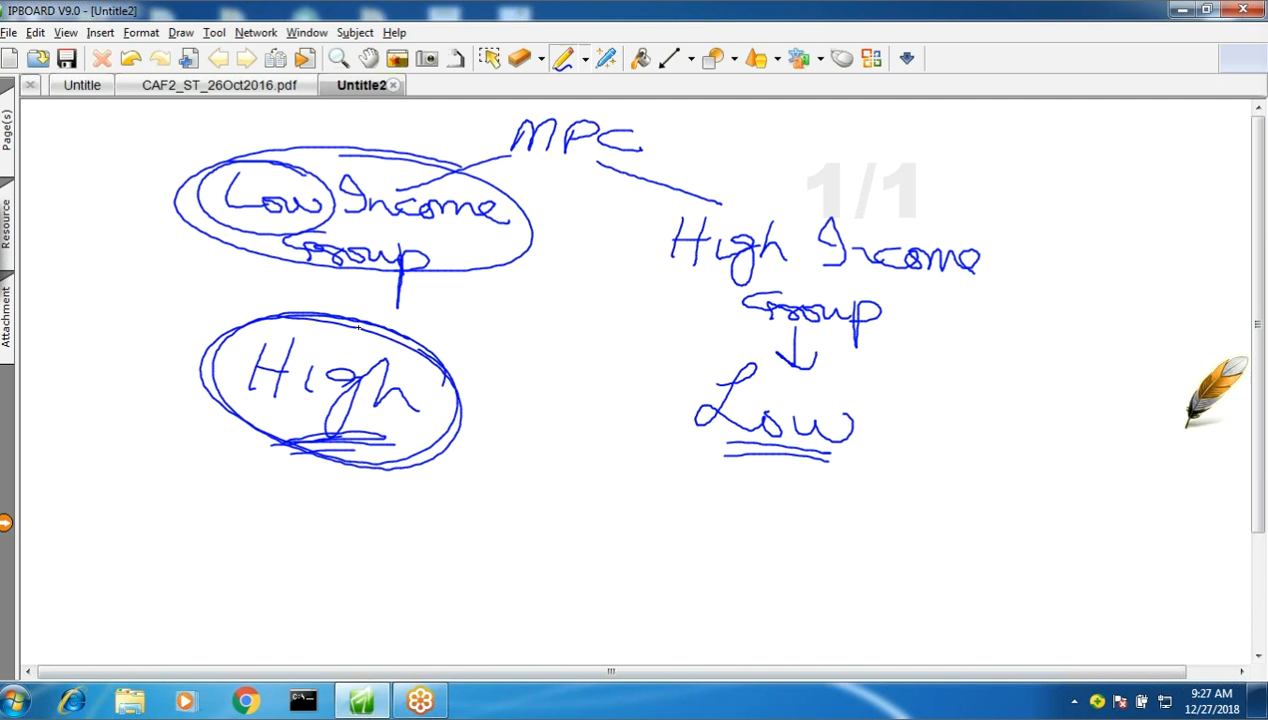 IPBOARD V9.0 - [Untitle2]
File Edit View Insert Format Draw Tool Network Window Subject Help
Untitle CAF2_ST_26Oct2016.pdf Untitle2
Page(s)
Resource
Attachment
1/1
MPC
Low Income
Group
High
High Income
Group
Low
9:27 AM
12/27/2018